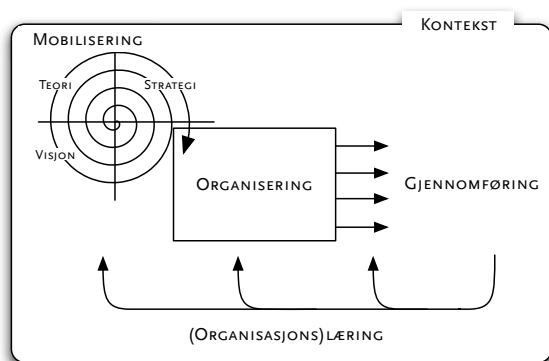 KONTEKST
MOBILISERING
TEORI
STRATEGI
VISJON
ORGANISERING
GJENNOMFØRING
(ORGANISASJONS)LÆRING